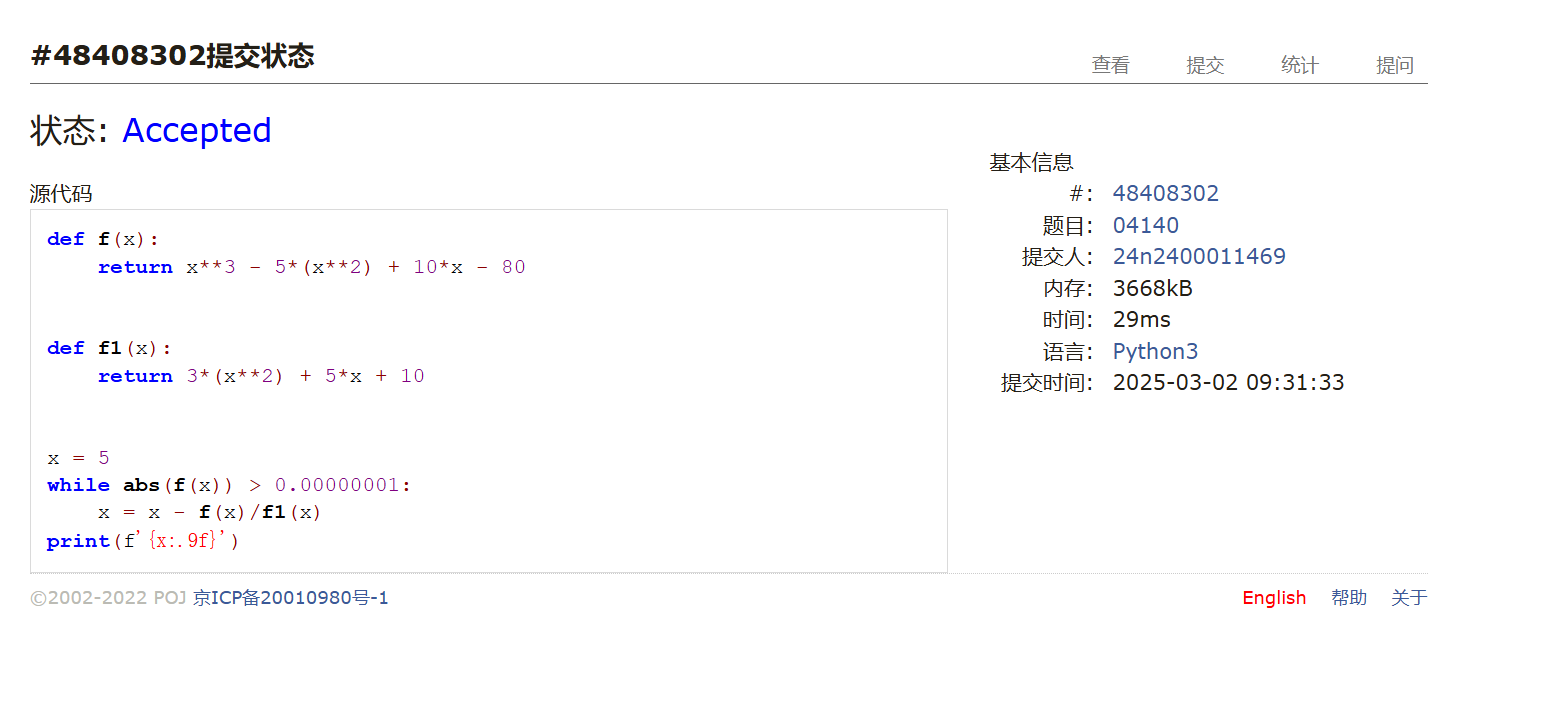 #48408302提交状态
查看 提交 统计 提问
状态: Accepted
源代码
def f(x):
    return x**3 - 5*(x**2) + 10*x - 80
def f1(x):
    return 3*(x**2) + 5*x + 10
x = 5
while abs(f(x)) > 0.00000001:
    x = x - f(x)/f1(x)
print(f'{x:.9f}')
基本信息
#: 48408302
题目: 04140
提交人: 24n2400011469
内存: 3668kB
时间: 29ms
语言: Python3
提交时间: 2025-03-02 09:31:33
©2002-2022 POJ 京ICP备20010980号-1
English 帮助 关于